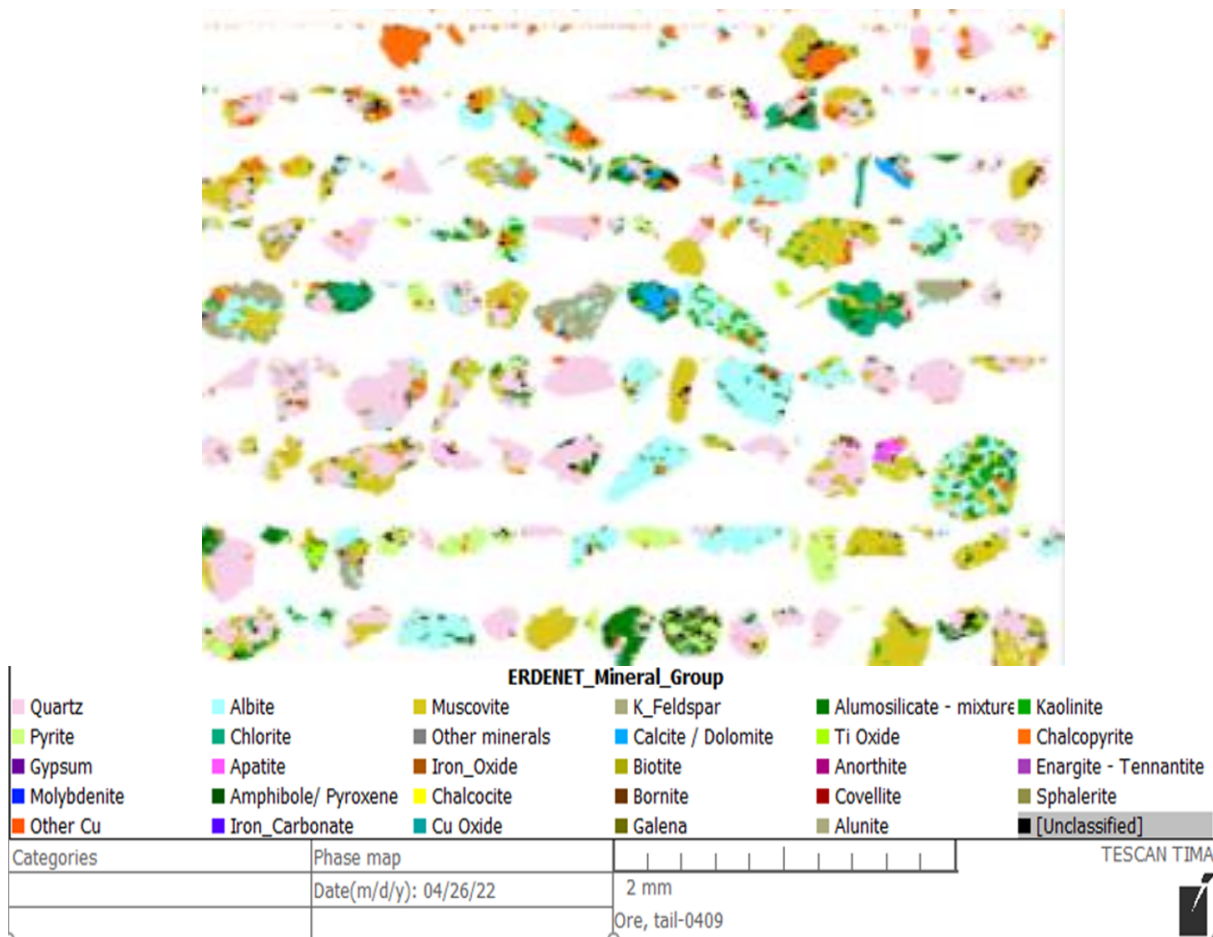 ERDENET_Mineral_Group
Quartz Albite Muscovite K_Feldspar Alumosilicate - mixture Kaolinite
Pyrite Chlorite Other minerals Calcite / Dolomite Ti Oxide Chalcopyrite
Gypsum Apatite Iron_Oxide Biotite Anorthite Enargite - Tennantite
Molybdenite Amphibole/ Pyroxene Chalcocite Bornite Covellite Sphalerite
Other Cu Iron_Carbonate Cu Oxide Galena Alunite [Unclassified]
Categories Phase map TESCAN TIMA
Date(m/d/y): 04/26/22 2 mm
Ore, tail-0409